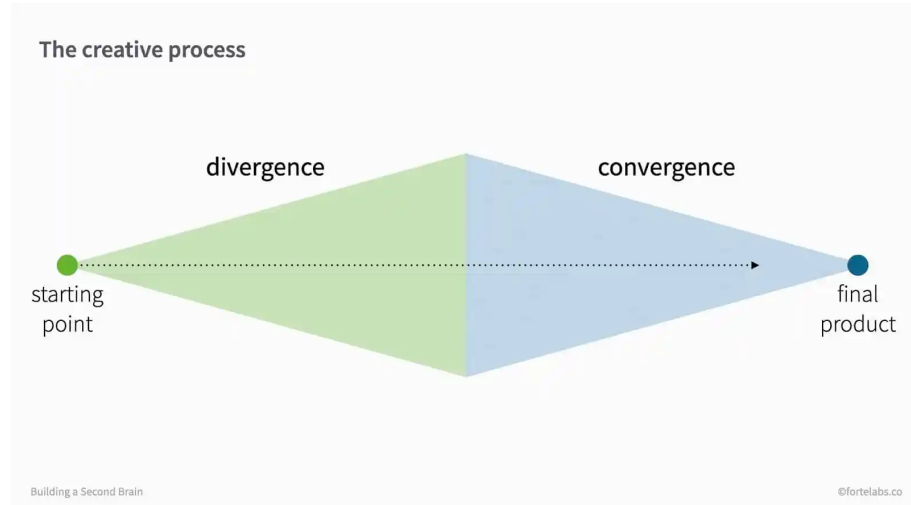 The creative process
divergence
convergence
starting
point
final
product
Building a Second Brain
©fortelabs.co